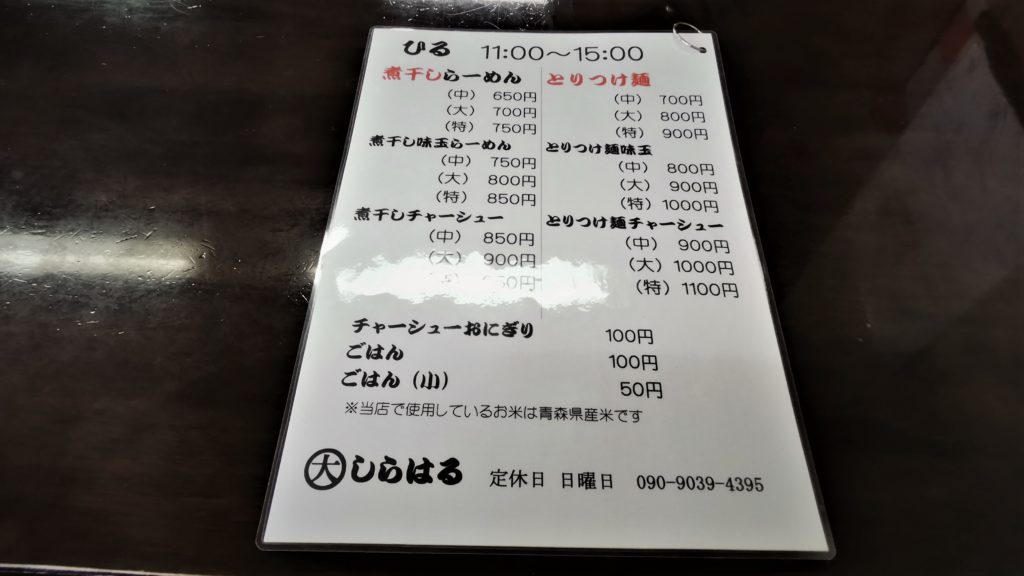 ひる 11:00〜15:00
煮干しらーめん
(中) 650円
(大) 700円
(特) 750円
煮干し味玉らーめん
(中) 750円
(大) 800円
(特) 850円
煮干しチャーシュー
(中) 850円
(大) 900円
とりつけ麺
(中) 700円
(大) 800円
(特) 900円
とりつけ麺味玉
(中) 800円
(大) 900円
(特) 1000円
とりつけ麺チャーシュー
(中) 900円
(大) 1000円
(特) 1100円
チャーシューおにぎり 100円
ごはん 100円
ごはん(小) 50円
※当店で使用しているお米は青森県産米です
大 しらはる 定休日 日曜日 090-9039-4395